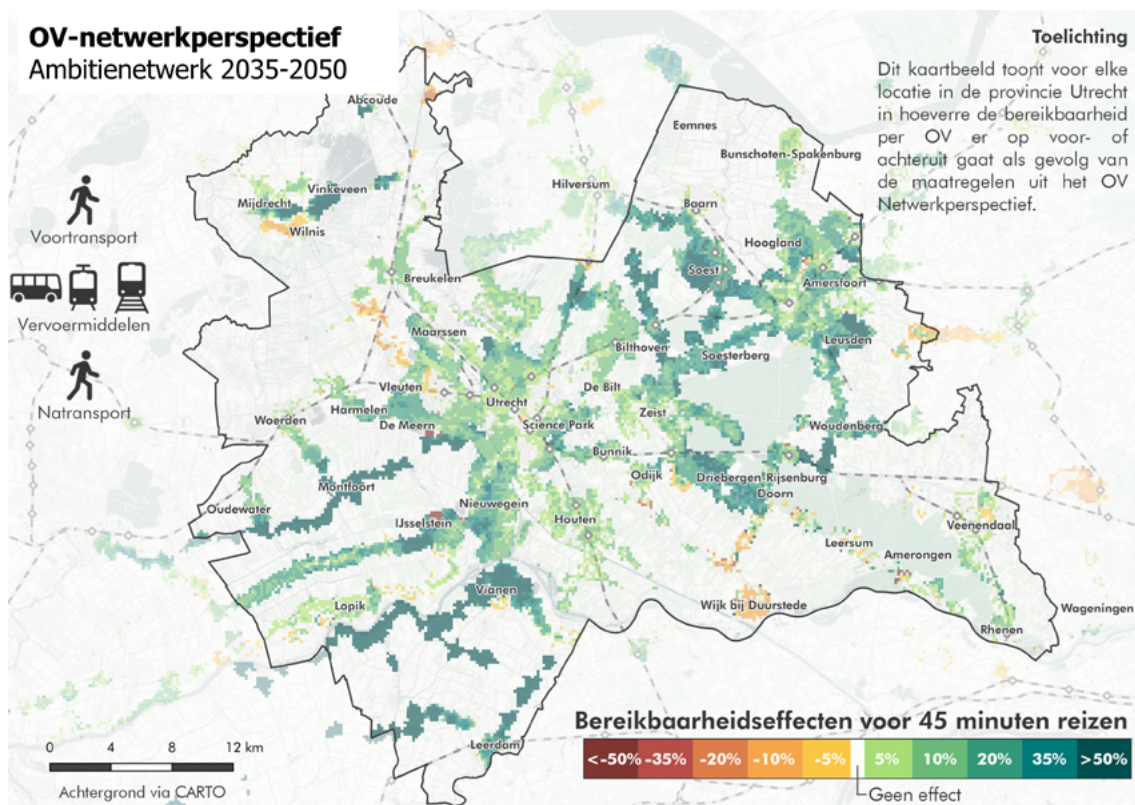 OV-netwerkperspectief
Ambitienetwerk 2035-2050
Toelichting
Dit kaartbeeld toont voor elke
locatie in de provincie Utrecht
in hoeverre de bereikbaarheid
per OV er op voor- of
achteruit gaat als gevolg van
de maatregelen uit het OV
Netwerkperspectief.
Voortransport
Vervoermiddelen
Natransport
Abcoude
Eemnes
Bunschoten-Spakenburg
Hilversum
Vinkeveen
Mijdrecht
Wilnis
Baarn
Hoogland
Soest
Breukelen
Amersfoort
Maarssen
Bilthoven
Soesterberg
Leusden
Vleuten
De Bilt
Utrecht
Harmelen
Zeist
Woerden
De Meern
Science Park
Woudenberg
Bunnik
Odijk
Driebergen-Rijsenburg
Montfoort
Doorn
Oudewater
Nieuwegein
IJsselstein
Houten
Veenendaal
Leersum
Amerongen
Vianen
Lopik
Wijk bij Duurstede
Wageningen
Rhenen
Leerdam
0 4 8 12 km
Achtergrond via CARTO
Bereikbaarheidseffecten voor 45 minuten reizen
<-50% -35% -20% -10% -5% 5% 10% 20% 35% >50%
Geen effect